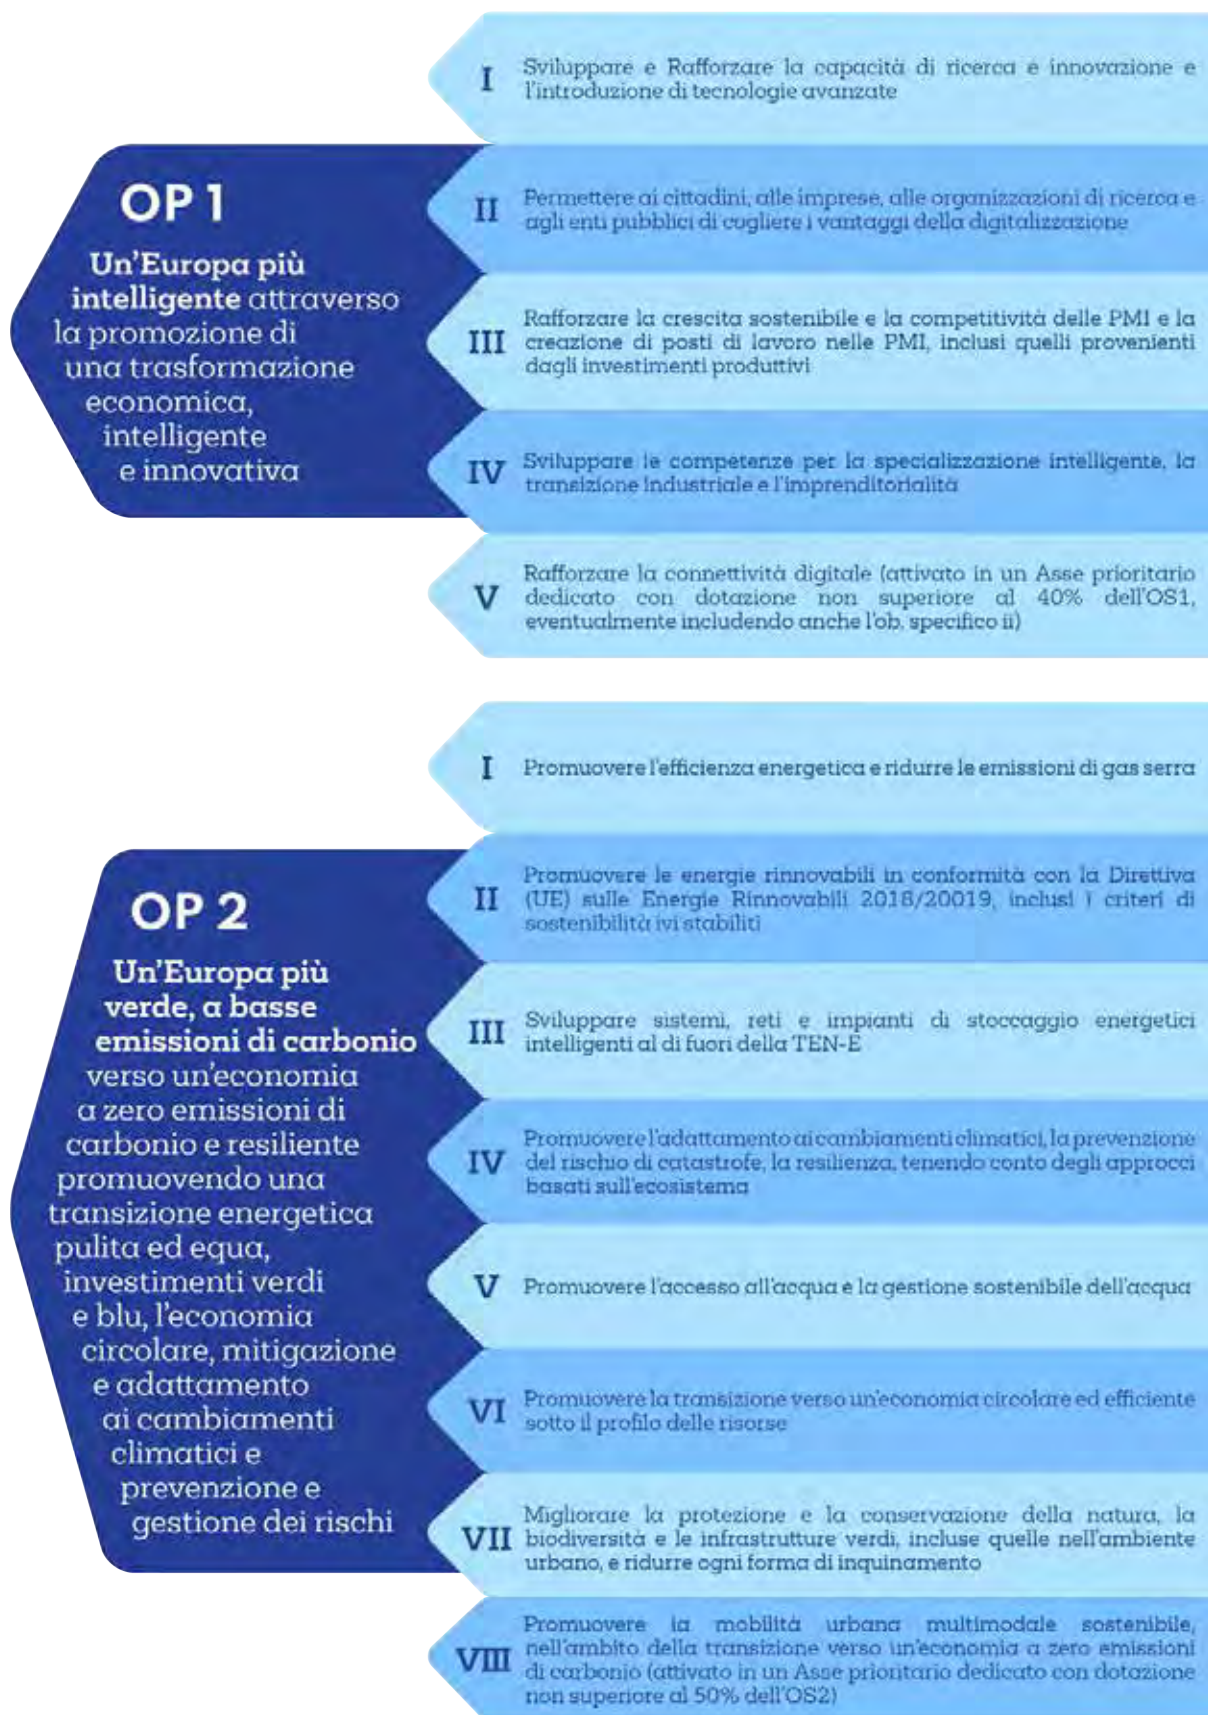 OP 1
Un'Europa più
intelligente attraverso
la promozione di
una trasformazione
economica,
intelligente
e innovativa
I
Sviluppare e Rafforzare la capacità di ricerca e innovazione e
l'introduzione di tecnologie avanzate
II
Permettere ai cittadini, alle imprese, alle organizzazioni di ricerca e
agli enti pubblici di cogliere i vantaggi della digitalizzazione
III
Rafforzare la crescita sostenibile e la competitività delle PMI e la
creazione di posti di lavoro nelle PMI, inclusi quelli provenienti
dagli investimenti produttivi
IV
Sviluppare le competenze per la specializzazione intelligente, la
transizione industriale e l'imprenditorialità
V
Rafforzare la connettività digitale (attivato in un Asse prioritario
dedicato con dotazione non superiore al 40% dell'OS1,
eventualmente includendo anche l'ob. specifico ii)
OP 2
Un'Europa più
verde, a basse
emissioni di carbonio
verso un'economia
a zero emissioni di
carbonio e resiliente
promuovendo una
transizione energetica
pulita ed equa,
investimenti verdi
e blu, l'economia
circolare, mitigazione
e adattamento
ai cambiamenti
climatici e
prevenzione e
gestione dei rischi
I
Promuovere l'efficienza energetica e ridurre le emissioni di gas serra
II
Promuovere le energie rinnovabili in conformità con la Direttiva
(UE) sulle Energie Rinnovabili 2018/20019, inclusi i criteri di
sostenibilità ivi stabiliti
III
Sviluppare sistemi, reti e impianti di stoccaggio energetici
intelligenti al di fuori della TEN-E
IV
Promuovere l'adattamento ai cambiamenti climatici, la prevenzione
del rischio di catastrofe, la resilienza, tenendo conto degli approcci
basati sull'ecosistema
V
Promuovere l'accesso all'acqua e la gestione sostenibile dell'acqua
VI
Promuovere la transizione verso un'economia circolare ed efficiente
sotto il profilo delle risorse
VII
Migliorare la protezione e la conservazione della natura, la
biodiversità e le infrastrutture verdi, incluse quelle nell'ambiente
urbano, e ridurre ogni forma di inquinamento
VIII
Promuovere la mobilità urbana multimodale sostenibile,
nell'ambito della transizione verso un'economia a zero emissioni
di carbonio (attivato in un Asse prioritario dedicato con dotazione
non superiore al 50% dell'OS2)